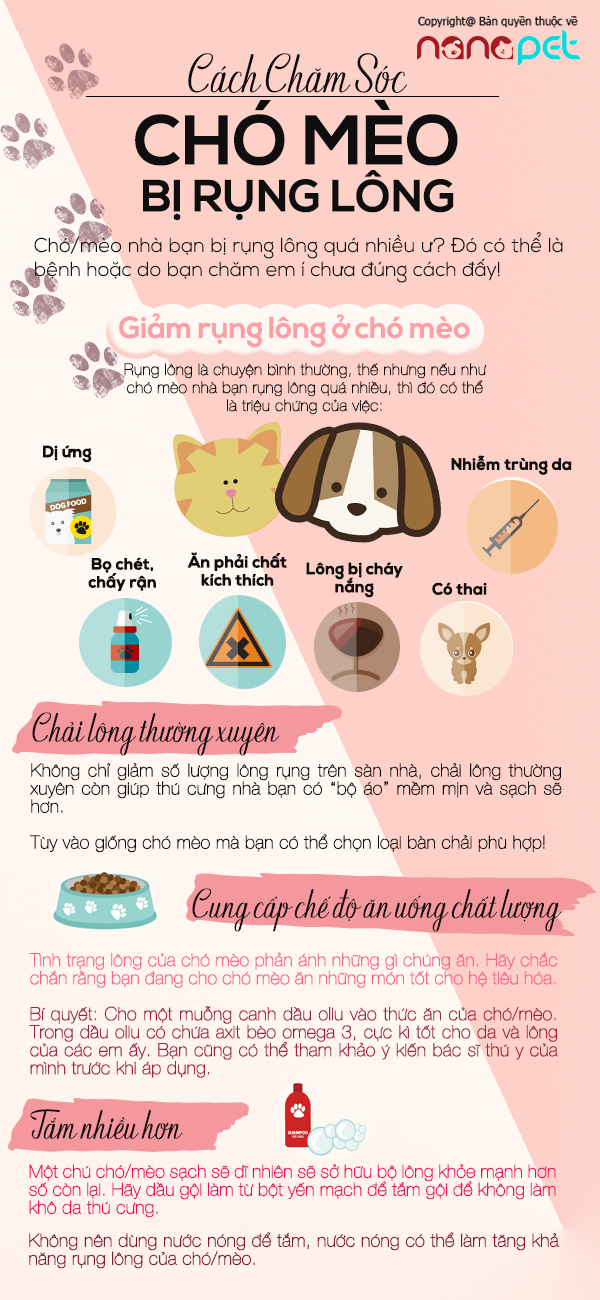 Copyright@ Bản quyền thuộc về
nanapet
Cách Chăm Sóc
CHÓ MÈO
BỊ RỤNG LÔNG
Chó/mèo nhà bạn bị rụng lông quá nhiều ư? Đó có thể là
bệnh hoặc do bạn chăm em í chưa đúng cách đấy!
Giảm rụng lông ở chó mèo
Rụng lông là chuyện bình thường, thế nhưng nếu như
chó mèo nhà bạn rụng lông quá nhiều, thì đó có thể
là triệu chứng của việc:
Dị ứng
Nhiễm trùng da
DOG FOOD
Bọ chét,
chấy rận
Ăn phải chất
kích thích
Lông bị cháy
nắng
Có thai
Chải lông thường xuyên
Không chỉ giảm số lượng lông rụng trên sàn nhà, chải lông thường
xuyên còn giúp thú cưng nhà bạn có “bộ áo” mềm mịn và sạch sẽ
hơn.
Tùy vào giống chó mèo mà bạn có thể chọn loại bàn chải phù hợp!
Cung cấp chế độ ăn uống chất lượng
Tình trạng lông của chó mèo phản ánh những gì chúng ăn. Hãy chắc
chắn rằng bạn đang cho chó mèo ăn những món tốt cho hệ tiêu hóa.
Bí quyết: Cho một muỗng canh dầu oliu vào thức ăn của chó/mèo.
Trong dầu oliu có chứa axit bèo omega 3, cực kì tốt cho da và lông
của các em ấy. Bạn cũng có thể tham khảo ý kiến bác sĩ thú y của
mình trước khi áp dụng.
Tắm nhiều hơn
SHAMPOO
FOR DOGS
Một chú chó/mèo sạch sẽ dĩ nhiên sẽ sở hữu bộ lông khỏe mạnh hơn
số còn lại. Hãy dầu gội làm từ bột yến mạch để tắm gội để không làm
khô da thú cưng.
Không nên dùng nước nóng để tắm, nước nóng có thể làm tăng khả
năng rụng lông của chó/mèo.